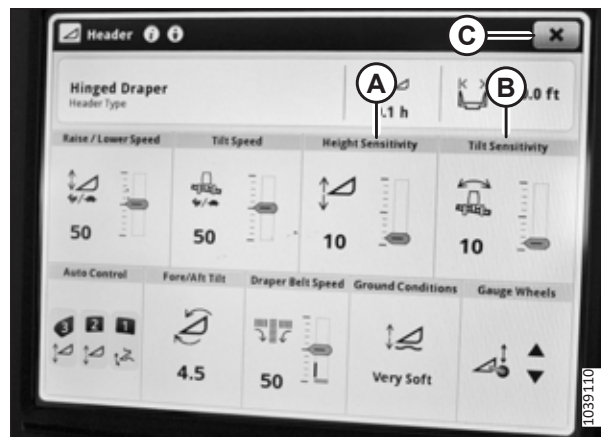 Header
C
Hinged Draper
Header Type
A
.1 h
B
.0 ft
Raise / Lower Speed
Tilt Speed
Height Sensitivity
Tilt Sensitivity
50
50
10
10
Auto Control
Fore/Aft Tilt
Draper Belt Speed
Ground Conditions
Gauge Wheels
3 2 1
4.5
50
Very Soft
1039110